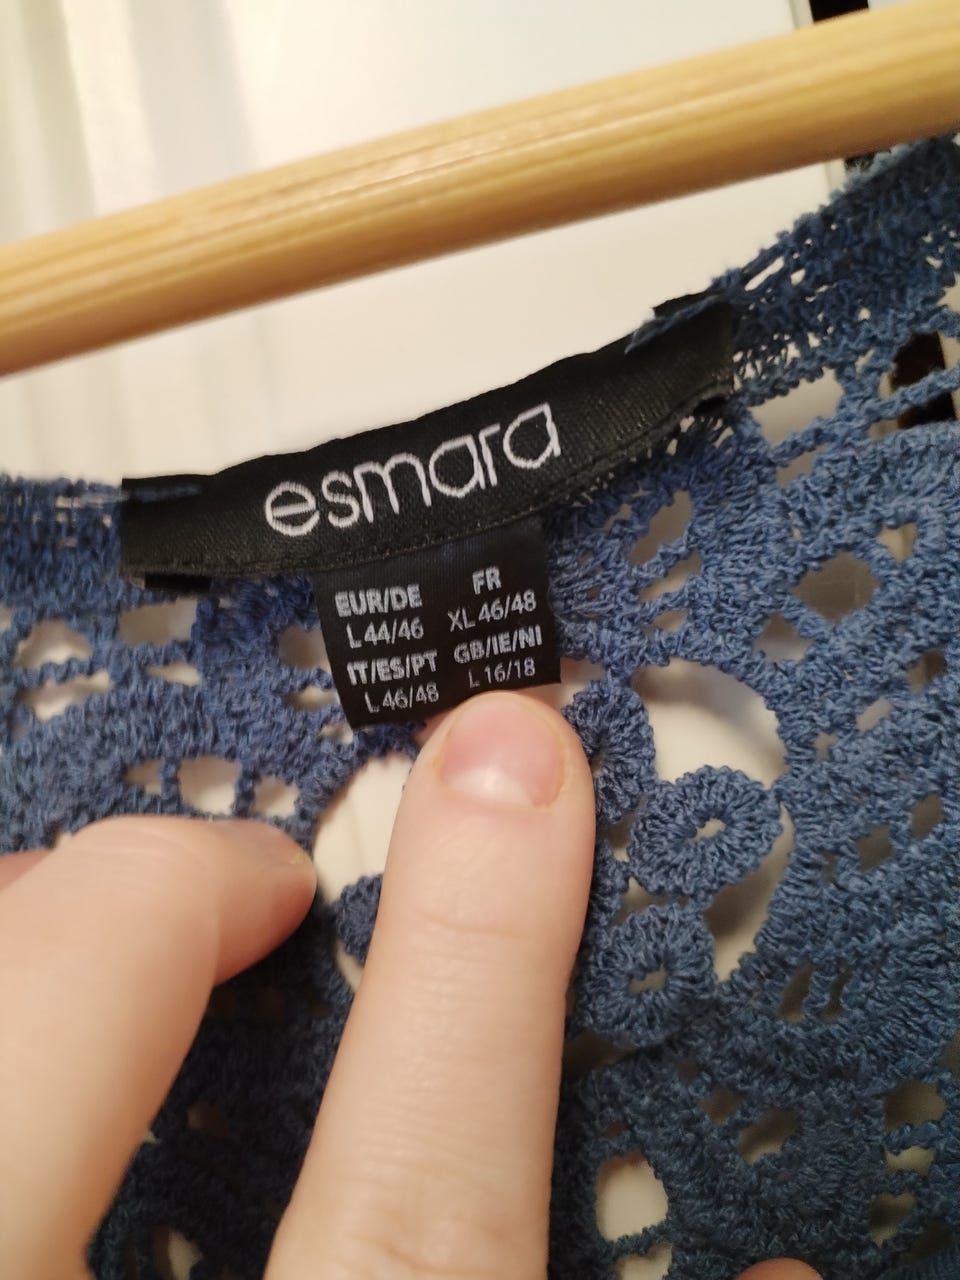 esmara
EUR/DE FR
L 44/46 XL 46/48
IT/ES/PT GB/IE/NI
L 46/48 L 16/18